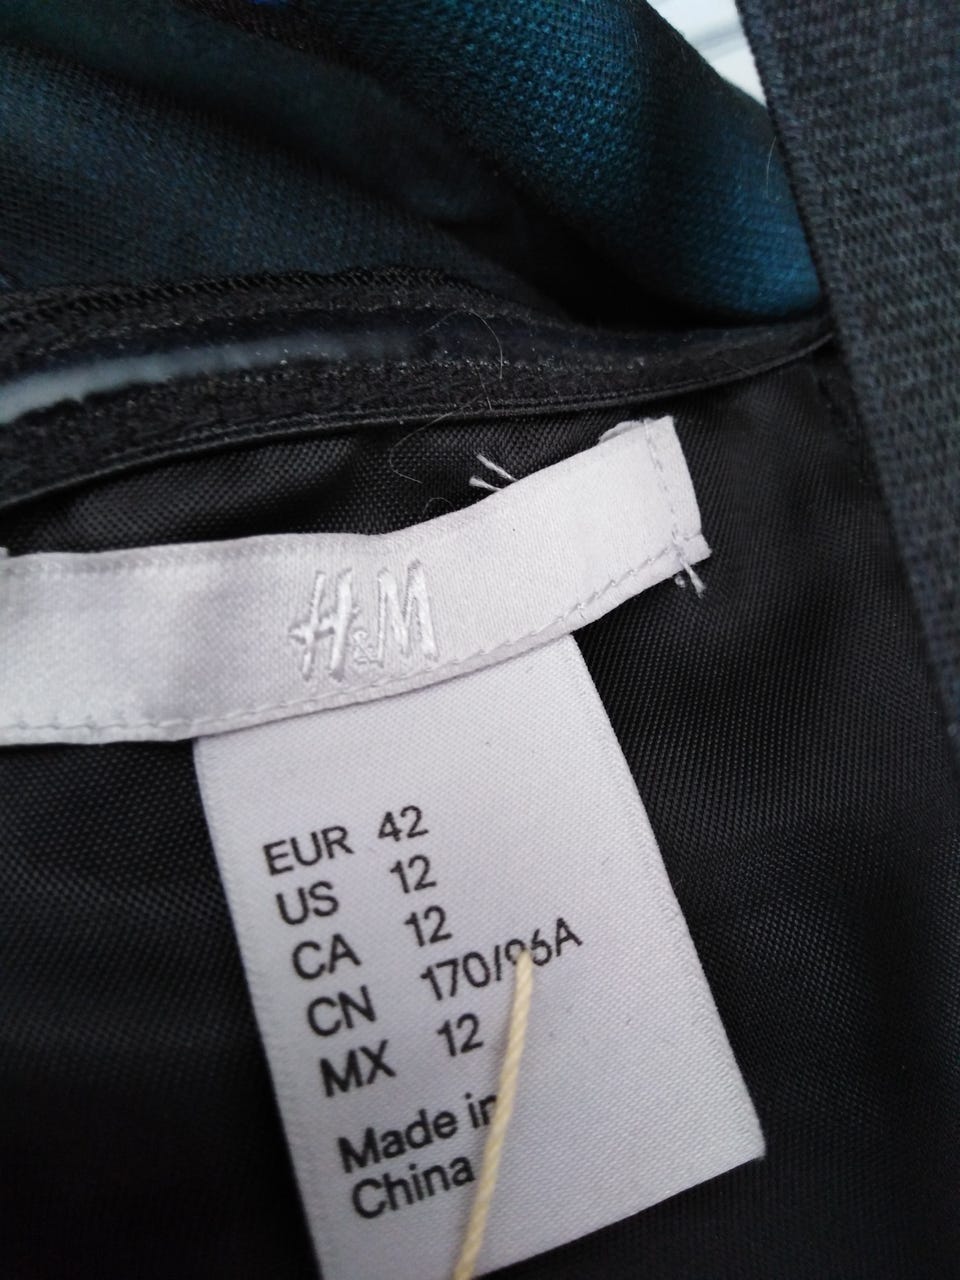 H&M
EUR 42
US 12
CA 12
CN 170/96A
MX 12
Made in
China